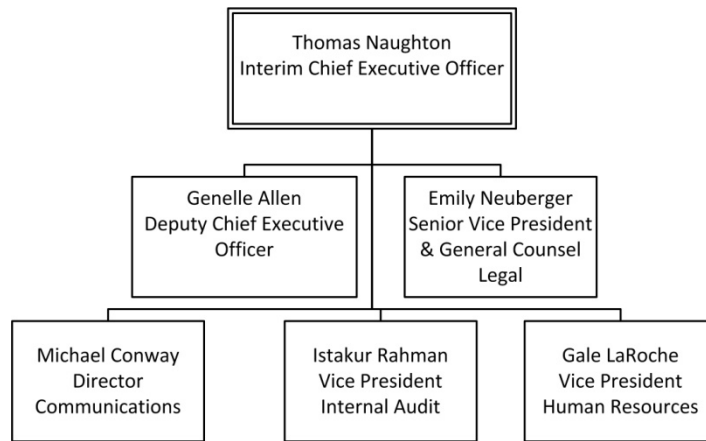 Thomas Naughton
Interim Chief Executive Officer
Genelle Allen
Deputy Chief Executive
Officer
Emily Neuberger
Senior Vice President
& General Counsel
Legal
Michael Conway
Director
Communications
Istakur Rahman
Vice President
Internal Audit
Gale LaRoche
Vice President
Human Resources